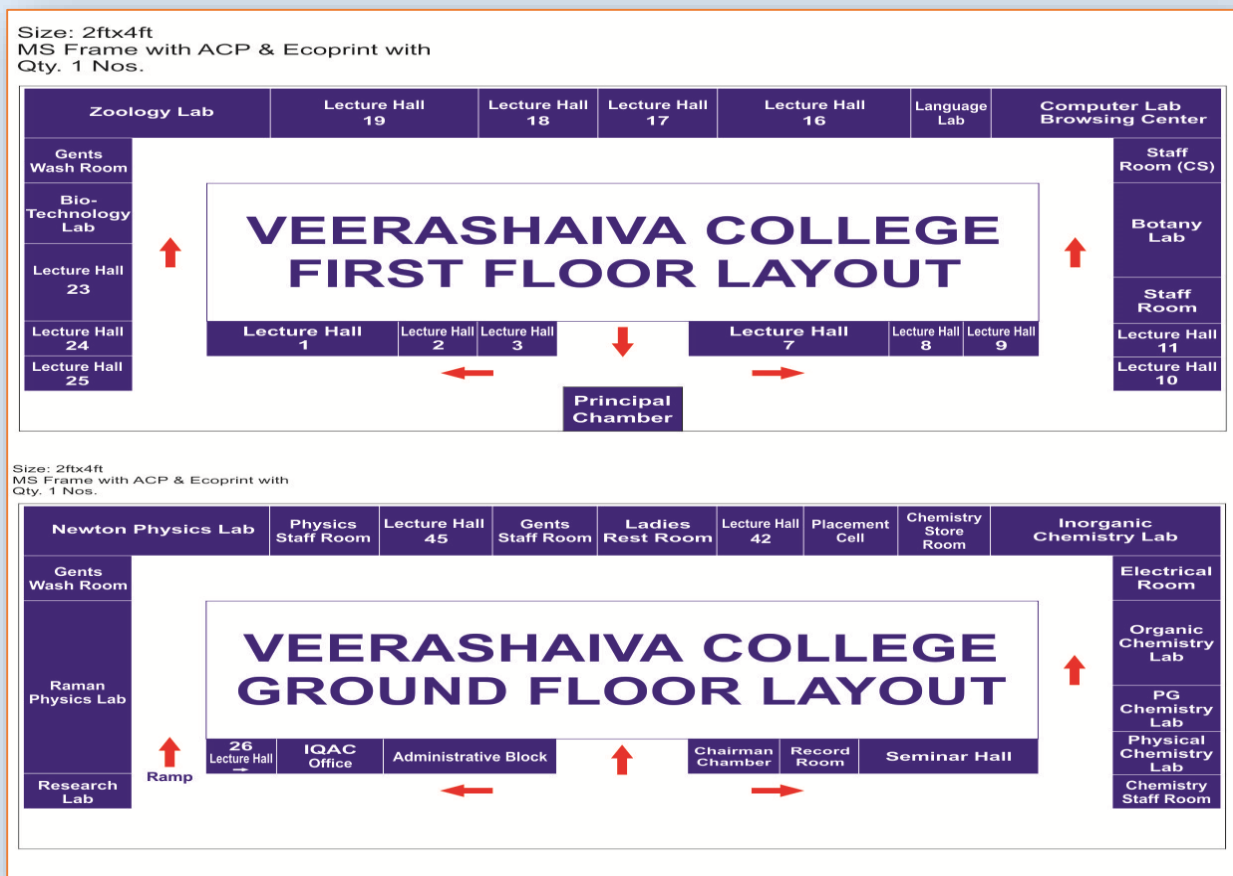 Size: 2ftx4ft
MS Frame with ACP & Ecoprint with
Qty. 1 Nos.
Zoology Lab
Lecture Hall
19
Lecture Hall
18
Lecture Hall
17
Lecture Hall
16
Language
Lab
Computer Lab
Browsing Center
Gents
Wash Room
Bio-
Technology
Lab
Lecture Hall
23
Lecture Hall
24
Lecture Hall
25
VEERASHAIVA COLLEGE
FIRST FLOOR LAYOUT
Lecture Hall
1
Lecture Hall
2
Lecture Hall
3
Lecture Hall
7
Lecture Hall
8
Lecture Hall
9
Principal
Chamber
Staff
Room (CS)
Botany
Lab
Staff
Room
Lecture Hall
11
Lecture Hall
10
Size: 2ftx4ft
MS Frame with ACP & Ecoprint with
Qty. 1 Nos.
Newton Physics Lab
Physics
Staff Room
Lecture Hall
45
Gents
Staff Room
Ladies
Rest Room
Lecture Hall
42
Placement
Cell
Chemistry
Store
Room
Inorganic
Chemistry Lab
Gents
Wash Room
Raman
Physics Lab
Research
Lab
Ramp
VEERASHAIVA COLLEGE
GROUND FLOOR LAYOUT
26
Lecture Hall
IQAC
Office
Administrative Block
Chairman
Chamber
Record
Room
Seminar Hall
Electrical
Room
Organic
Chemistry
Lab
PG
Chemistry
Lab
Physical
Chemistry
Lab
Chemistry
Staff Room